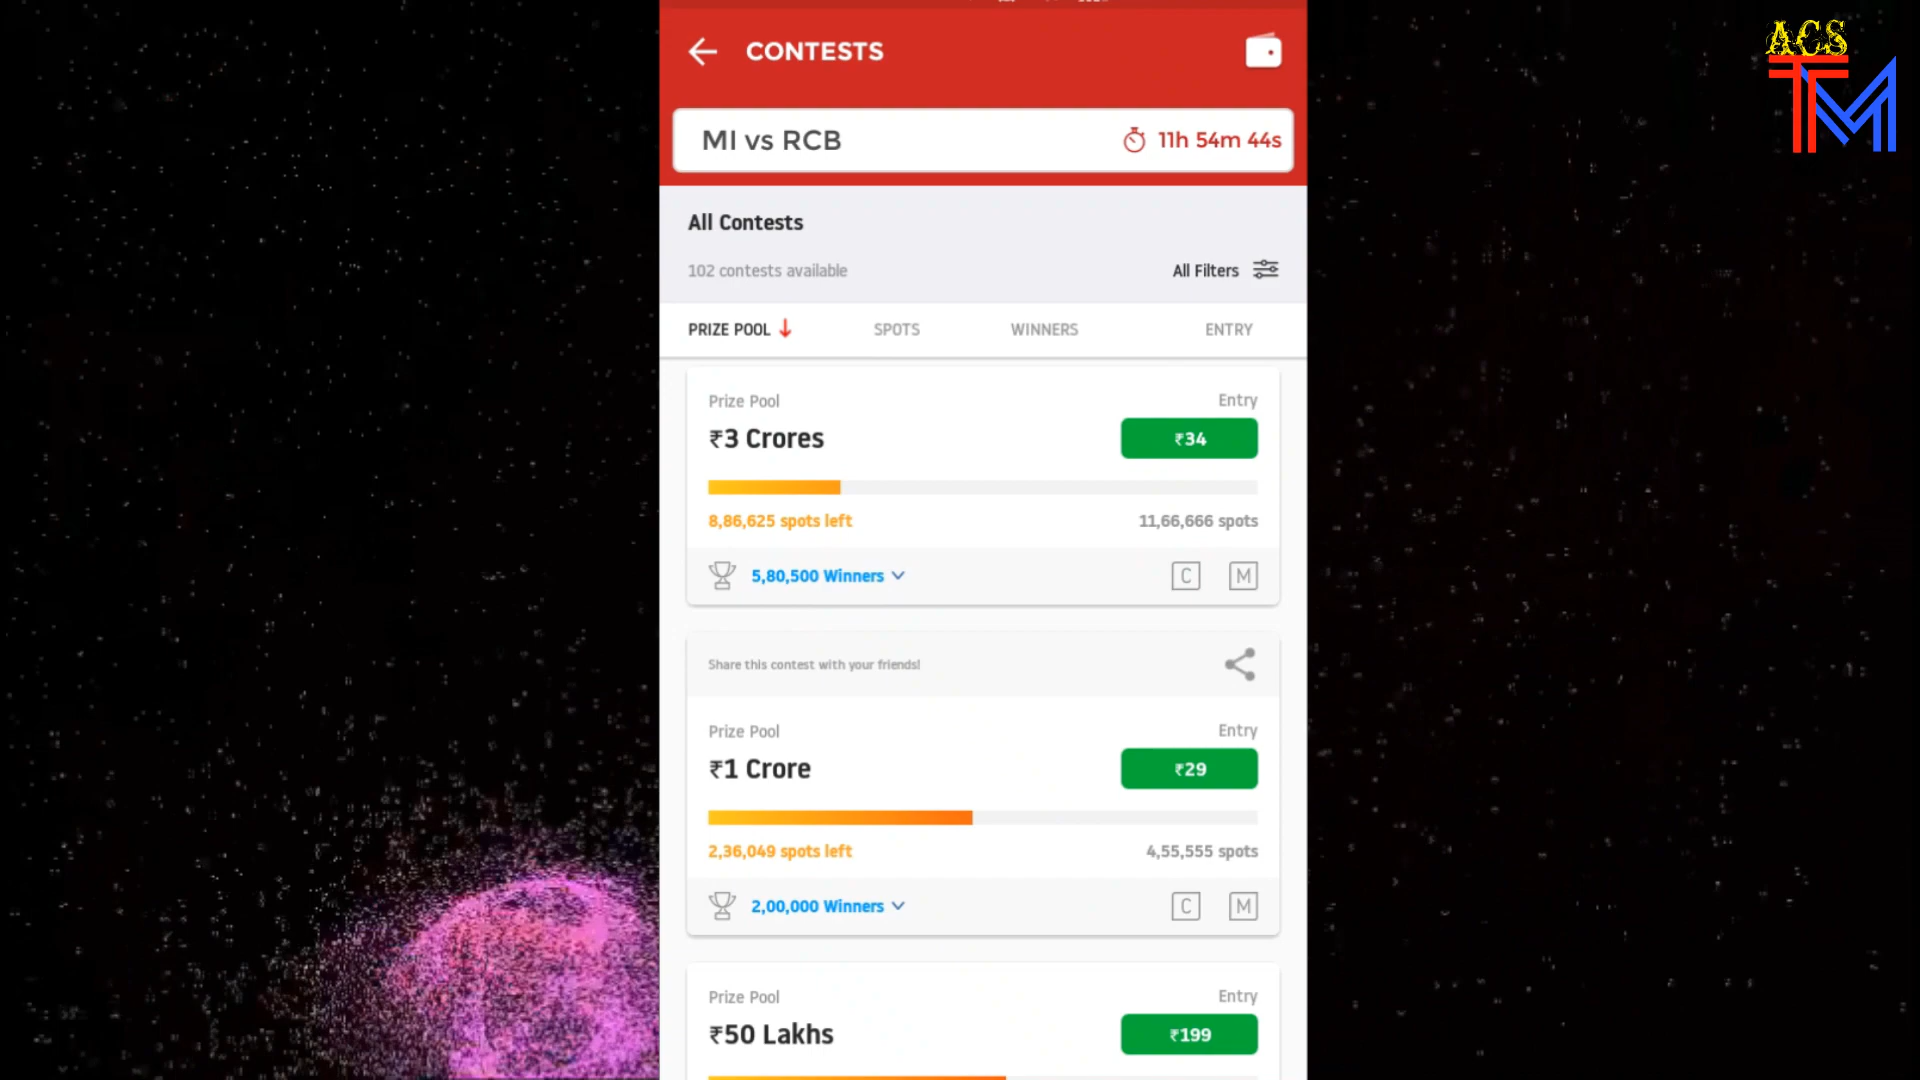 ACS
TM
CONTESTS
MI vs RCB 11h 54m 44s
All Contests
102 contests available All Filters
PRIZE POOL SPOTS WINNERS ENTRY
Prize Pool Entry
₹3 Crores ₹34
8,86,625 spots left 11,66,666 spots
5,80,500 Winners C M
Share this contest with your friends!
Prize Pool Entry
₹1 Crore ₹29
2,36,049 spots left 4,55,555 spots
2,00,000 Winners C M
Prize Pool Entry
₹50 Lakhs ₹199